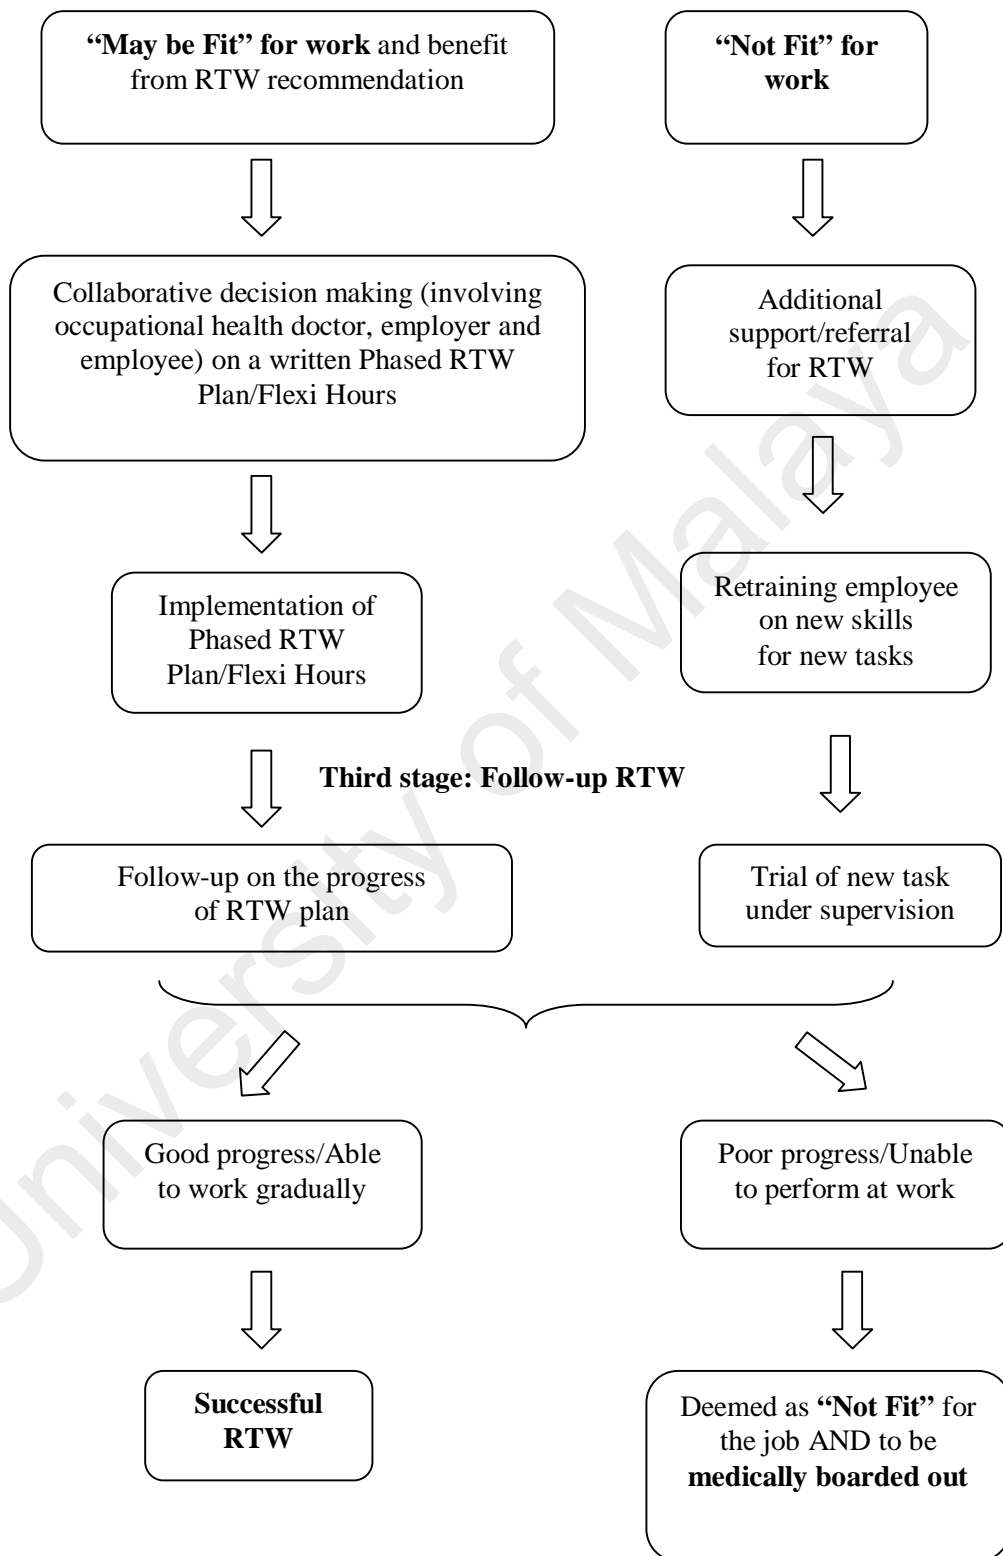 “May be Fit” for work and benefit
from RTW recommendation
“Not Fit” for
work
Collaborative decision making (involving
occupational health doctor, employer and
employee) on a written Phased RTW
Plan/Flexi Hours
Additional
support/referral
for RTW
Implementation of
Phased RTW
Plan/Flexi Hours
Retraining employee
on new skills
for new tasks
Third stage: Follow-up RTW
Follow-up on the progress
of RTW plan
Trial of new task
under supervision
Good progress/Able
to work gradually
Poor progress/Unable
to perform at work
Successful
RTW
Deemed as “Not Fit” for
the job AND to be
medically boarded out
University of Malaya